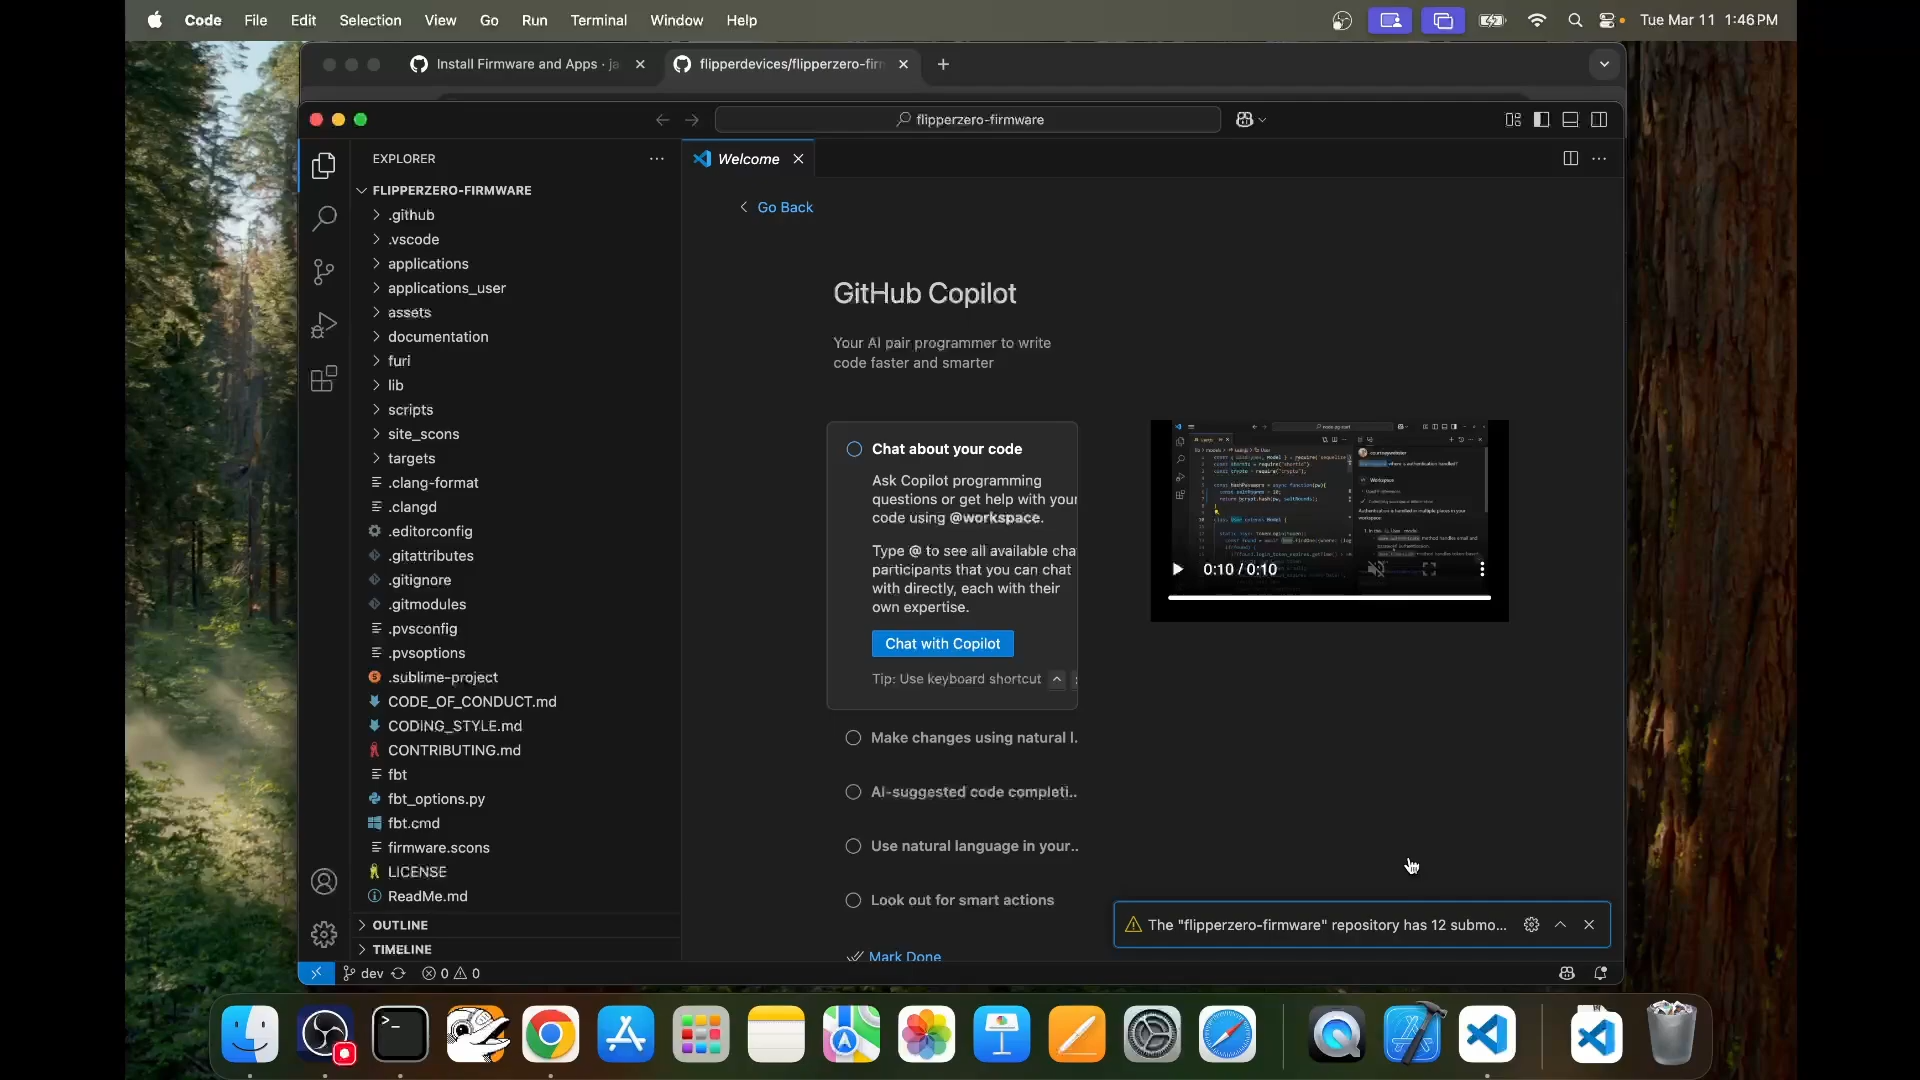 Code File Edit Selection View Go Run Terminal Window Help Tue Mar 11 1:46 PM
Install Firmware and Apps · ja
flipperdevices/flipperzero-firm
flipperzero-firmware
EXPLORER
Welcome
FLIPPERZERO-FIRMWARE
.github
.vscode
applications
applications_user
assets
documentation
furi
lib
scripts
site_scons
targets
.clang-format
.clangd
.editorconfig
.gitattributes
.gitignore
.gitmodules
.pvsconfig
.pvsoptions
.sublime-project
CODE_OF_CONDUCT.md
CODING_STYLE.md
CONTRIBUTING.md
fbt
fbt_options.py
fbt.cmd
firmware.scons
LICENSE
ReadMe.md
OUTLINE
TIMELINE
Go Back
GitHub Copilot
Your AI pair programmer to write
code faster and smarter
Chat about your code
Ask Copilot programming
questions or get help with your
code using @workspace.
Type @ to see all available cha
participants that you can chat
with directly, each with their
own expertise.
Chat with Copilot
Tip: Use keyboard shortcut
Make changes using natural l.
AI-suggested code completi..
Use natural language in your..
Look out for smart actions
Mark Done
0:10 / 0:10
The "flipperzero-firmware" repository has 12 submo...
dev 0 0